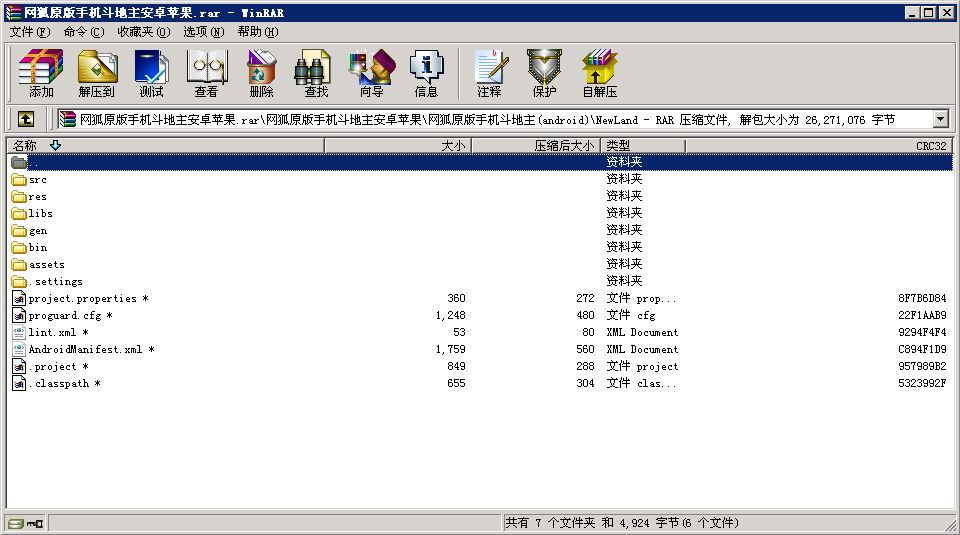 网狐原版手机斗地主安卓苹果.rar - WinRAR
文件(F) 命令(C) 收藏夹(O) 选项(N) 帮助(H)
添加 解压到 测试 查看 删除 查找 向导 信息 注释 保护 自解压
网狐原版手机斗地主安卓苹果.rar\网狐原版手机斗地主安卓苹果\网狐原版手机斗地主(android)\NewLand - RAR 压缩文件, 解包大小为 26,271,076 字节
名称 大小 压缩后大小 类型 CRC32
.. 资料夹
src 资料夹
res 资料夹
libs 资料夹
gen 资料夹
bin 资料夹
assets 资料夹
.settings 资料夹
project.properties * 360 272 文件 prop... 8F7B6D84
proguard.cfg * 1,248 480 文件 cfg 22F1AAB9
lint.xml * 53 80 XML Document 9294F4F4
AndroidManifest.xml * 1,759 560 XML Document C894F1D9
.project * 849 288 文件 project 957989B2
.classpath * 655 304 文件 clas... 5323992F
共有 7 个文件夹 和 4,924 字节(6 个文件)